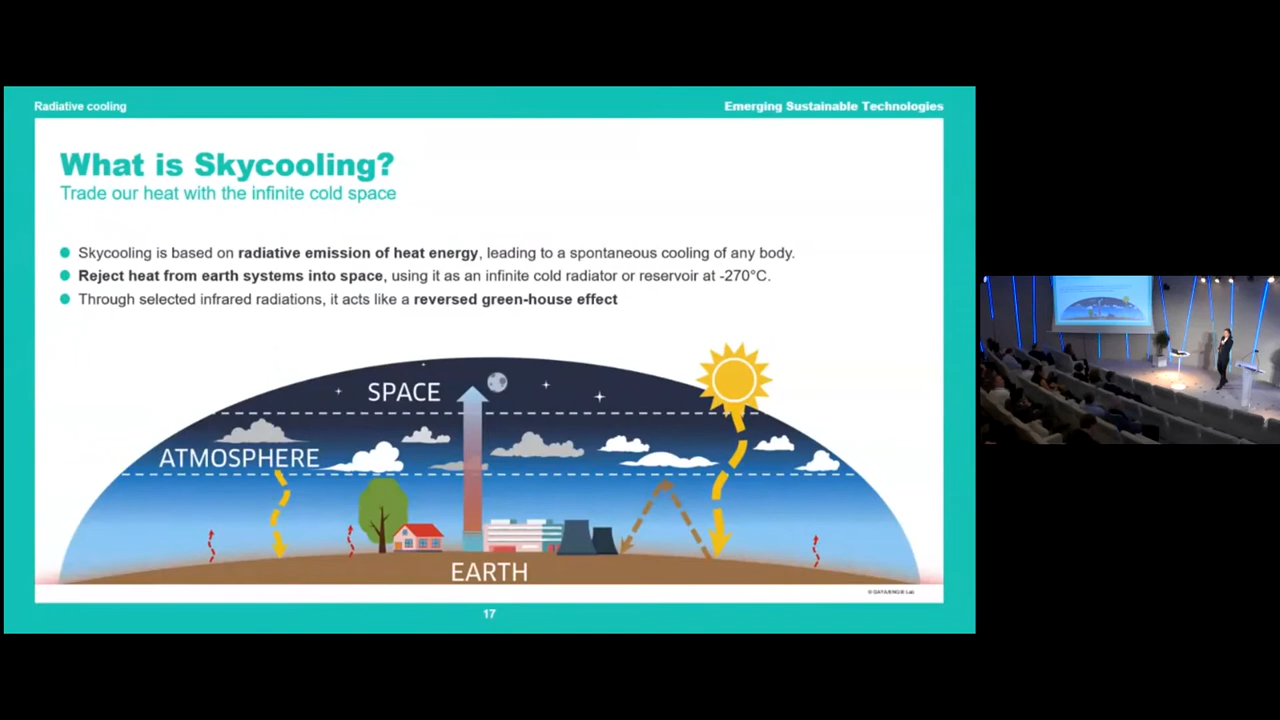 Radiative cooling
Emerging Sustainable Technologies
What is Skycooling?
Trade our heat with the infinite cold space
Skycooling is based on radiative emission of heat energy, leading to a spontaneous cooling of any body.
Reject heat from earth systems into space, using it as an infinite cold radiator or reservoir at -270°C.
Through selected infrared radiations, it acts like a reversed green-house effect
SPACE
ATMOSPHERE
EARTH
17